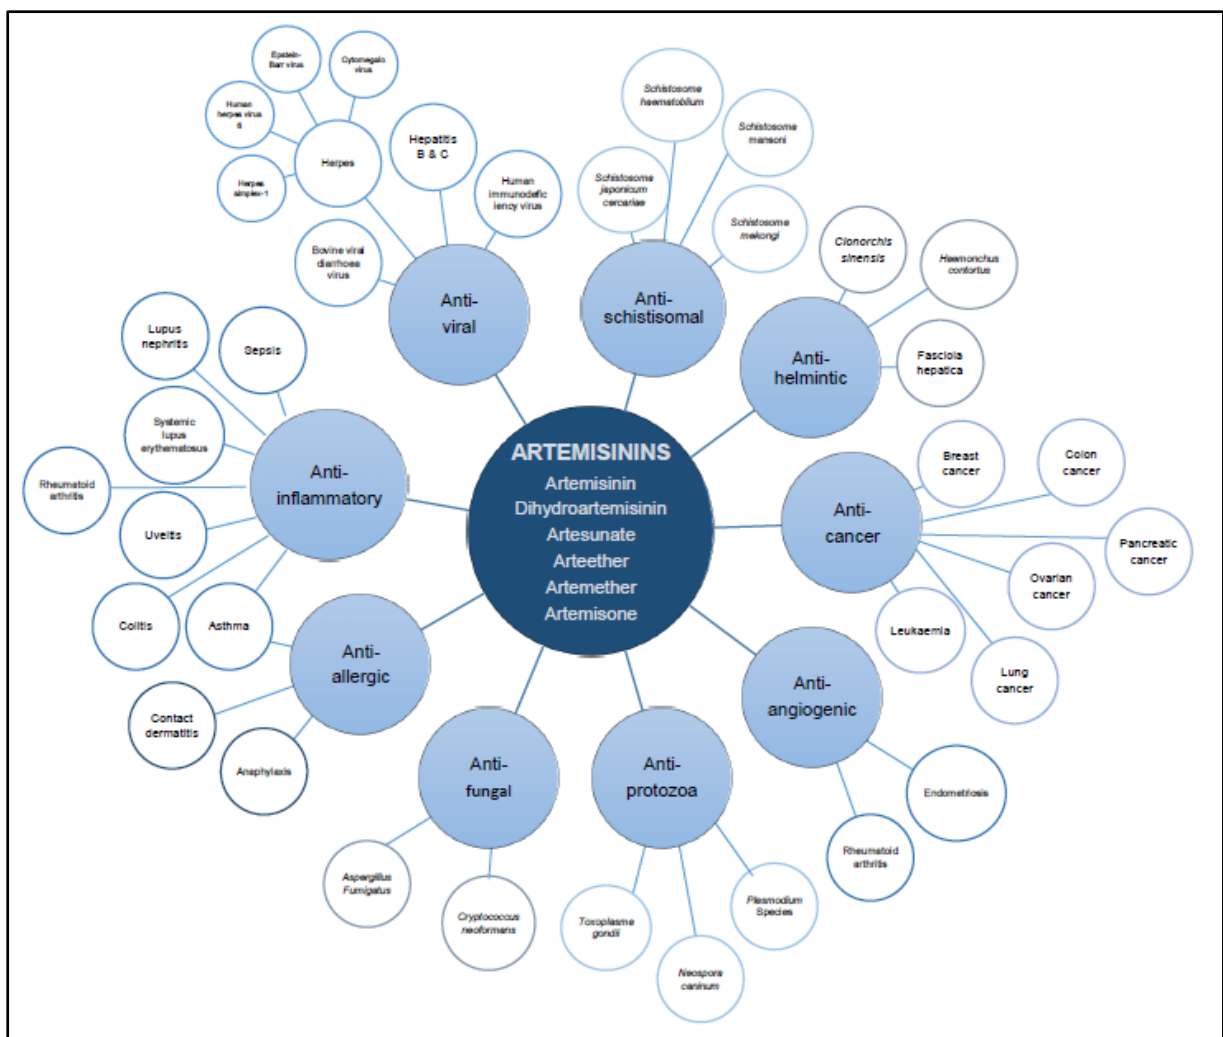 Epstein-
Barr virus
Cytomegalo
virus
Human
herpes virus
6
Herpes
Herpes
simplex-1
Hepatitis
B & C
Human
immunodefic
iency virus
Bovine viral
diarrhoea
virus
Anti-
viral
Schistosoma
haematobium
Schistosoma
mansoni
Schistosoma
japonicum
cercariae
Schistosoma
mekongi
Anti-
schistisomal
Clonorchis
sinensis
Haemonchus
contortus
Fasciola
hepatica
Anti-
helmintic
Lupus
nephritis
Sepsis
Systemic
lupus
erythematosus
Rheumatoid
arthritis
Uveitis
Colitis
Asthma
Anti-
inflammatory
ARTEMISININS
Artemisinin
Dihydroartemisinin
Artesunate
Arteether
Artemether
Artemisone
Breast
cancer
Colon
cancer
Pancreatic
cancer
Ovarian
cancer
Leukaemia
Lung
cancer
Anti-
cancer
Anti-
allergic
Contact
dermatitis
Anaphylaxis
Anti-
angiogenic
Endometriosis
Rheumatoid
arthritis
Anti-
fungal
Aspergillus
Fumigatus
Cryptococcus
neoformans
Anti-
protozoa
Toxoplasma
gondii
Neospora
caninum
Plasmodium
Species